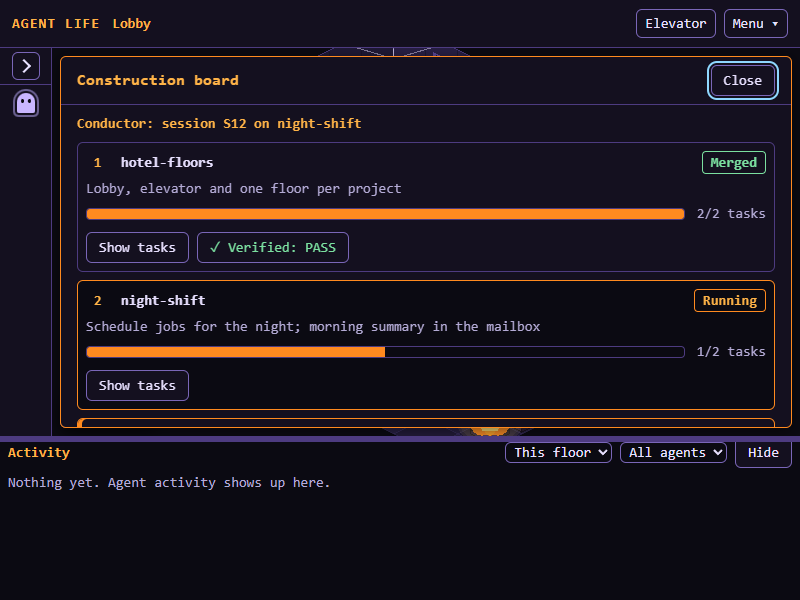 AGENT LIFE Lobby Elevator Menu ▾
Construction board Close
Conductor: session S12 on night-shift
1 hotel-floors Merged
Lobby, elevator and one floor per project
2/2 tasks
Show tasks ✓ Verified: PASS
2 night-shift Running
Schedule jobs for the night; morning summary in the mailbox
1/2 tasks
Show tasks
Activity This floor All agents Hide
Nothing yet. Agent activity shows up here.